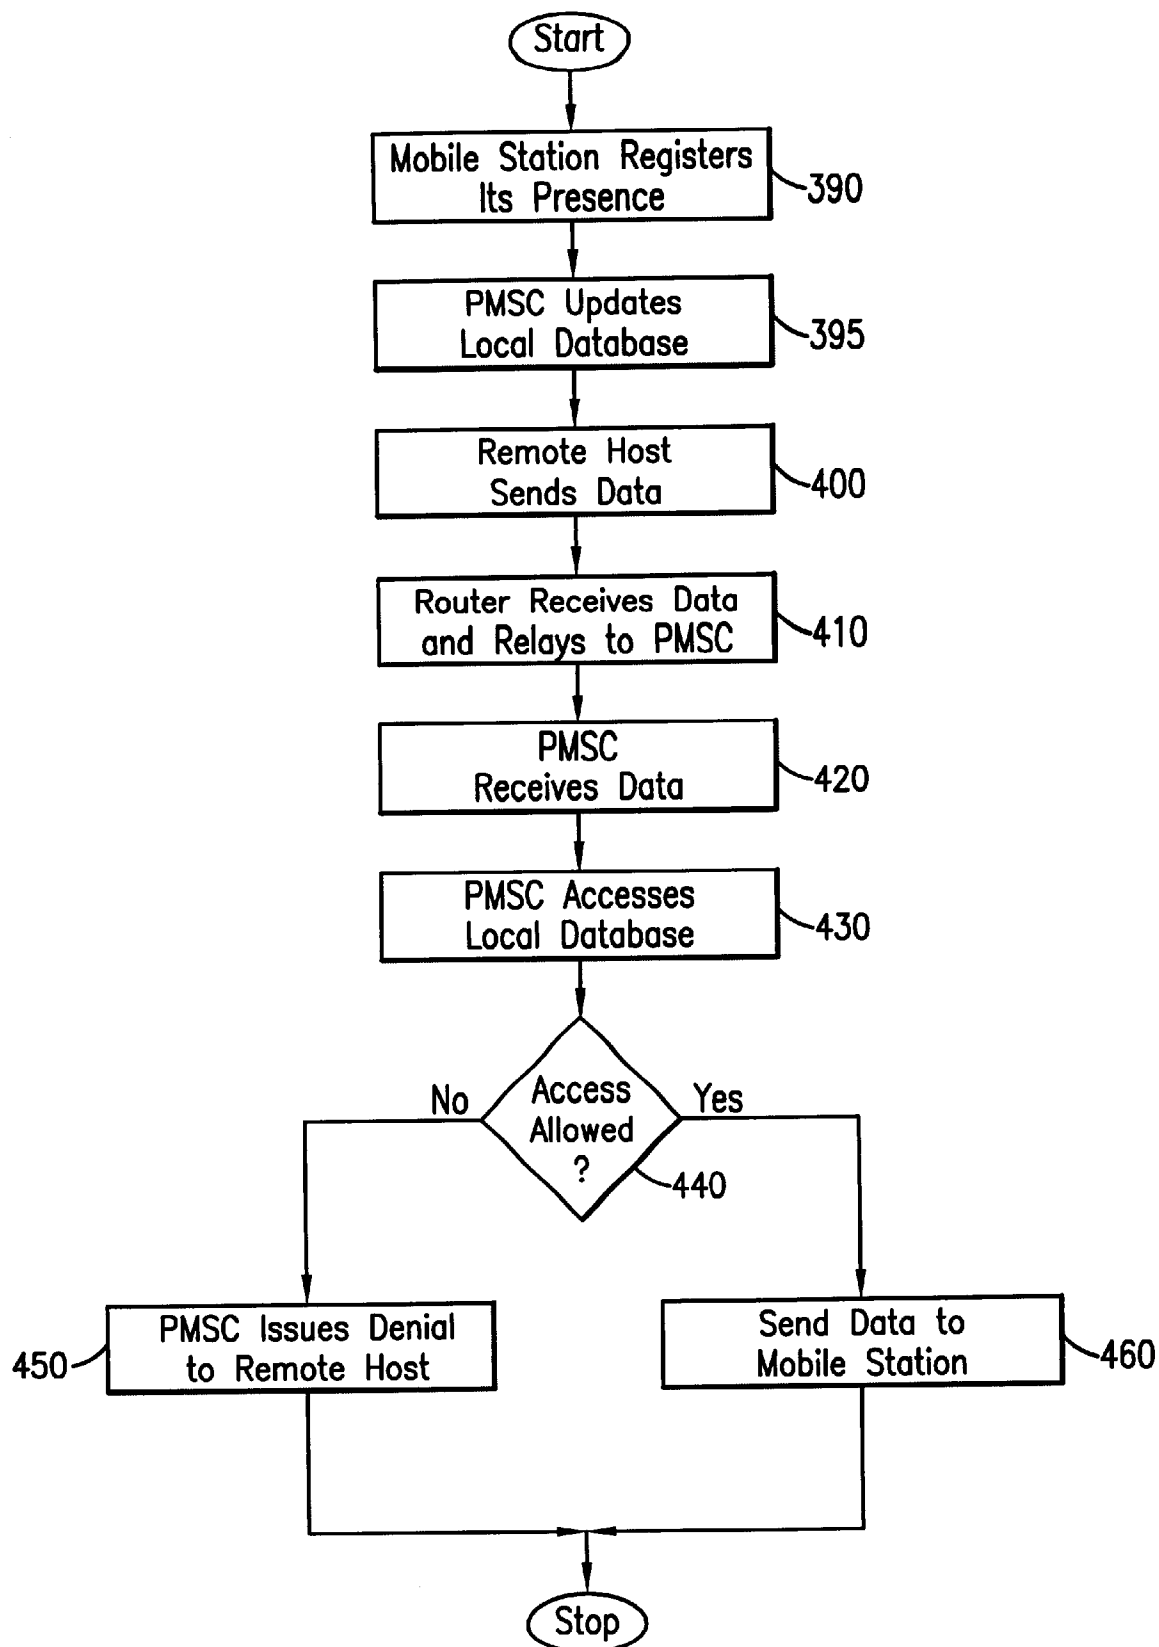 Start
Mobile Station Registers
Its Presence
390
PMSC Updates
Local Database
395
Remote Host
Sends Data
400
Router Receives Data
and Relays to PMSC
410
PMSC
Receives Data
420
PMSC Accesses
Local Database
430
No
Access
Allowed
?
Yes
440
PMSC Issues Denial
to Remote Host
450
Send Data to
Mobile Station
460
Stop